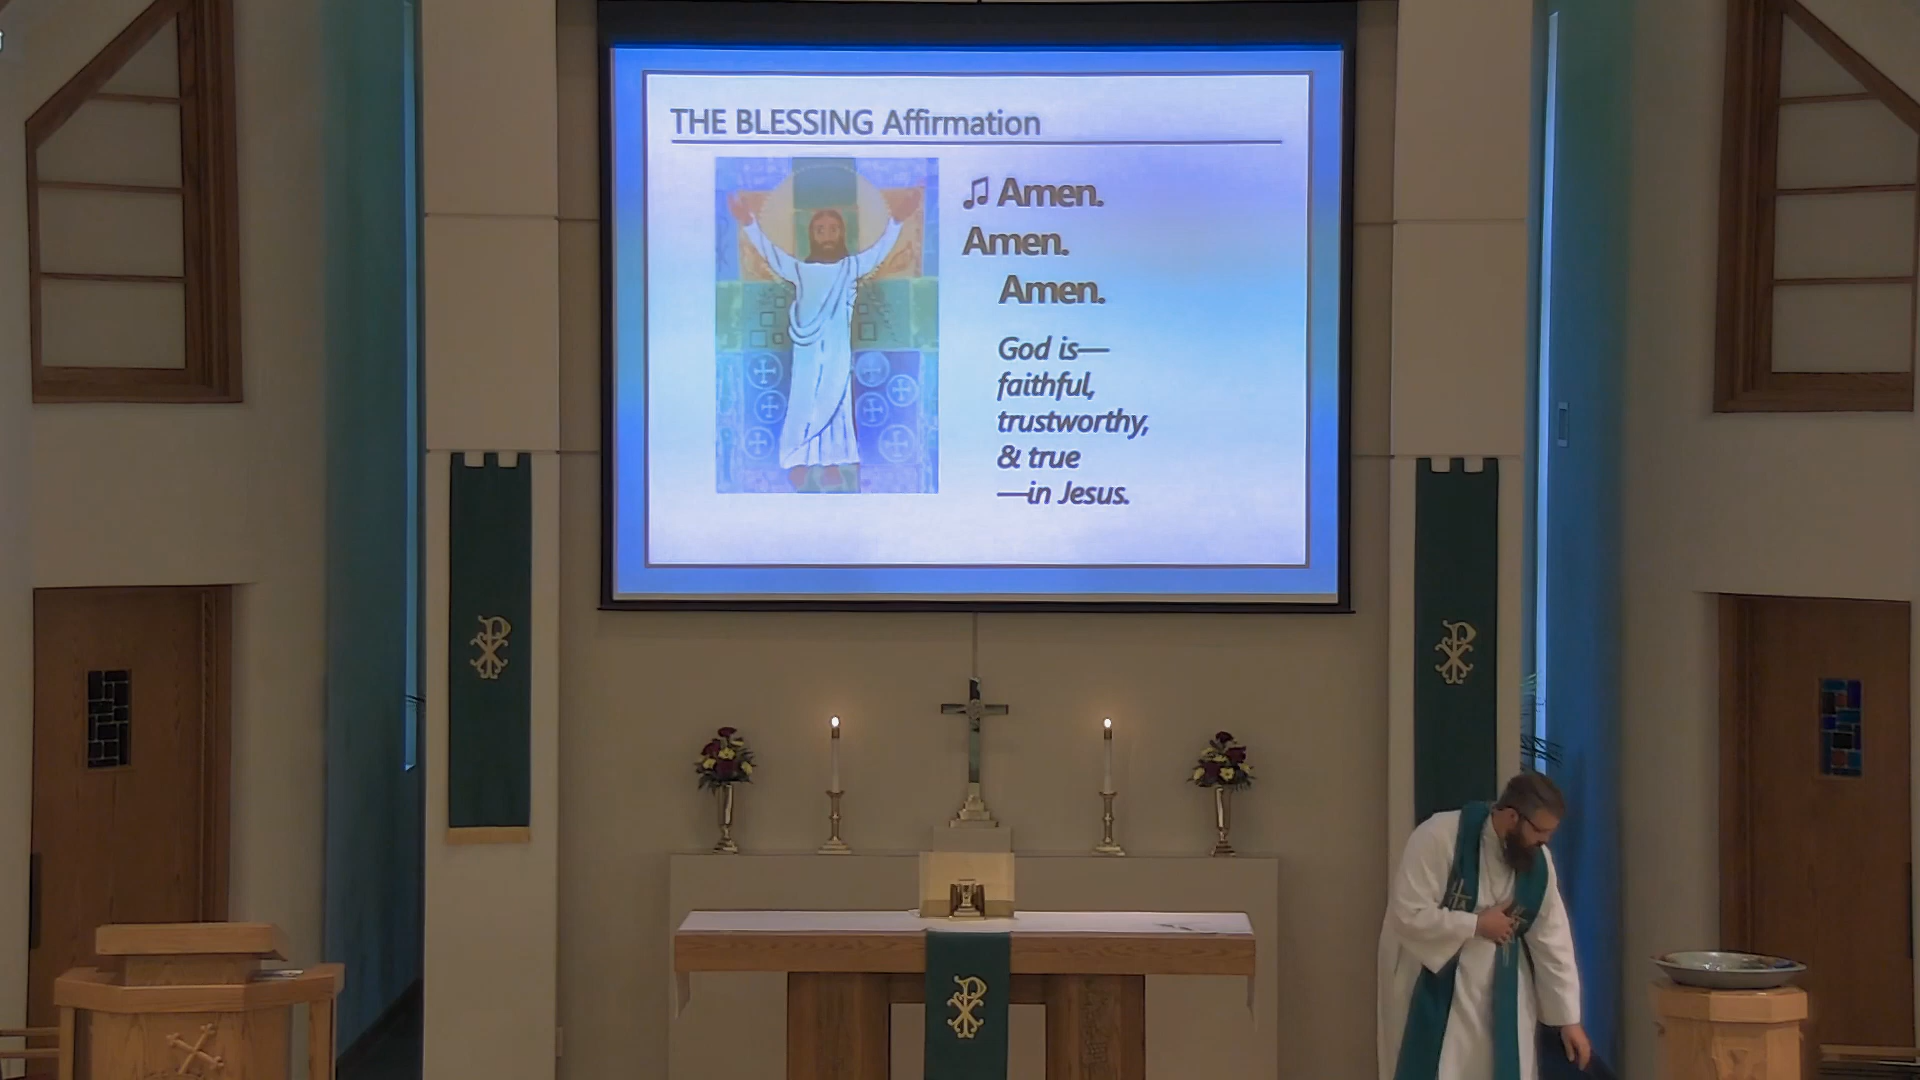 THE BLESSING Affirmation
♫ Amen.
Amen.
Amen.
God is—
faithful,
trustworthy,
& true
—in Jesus.